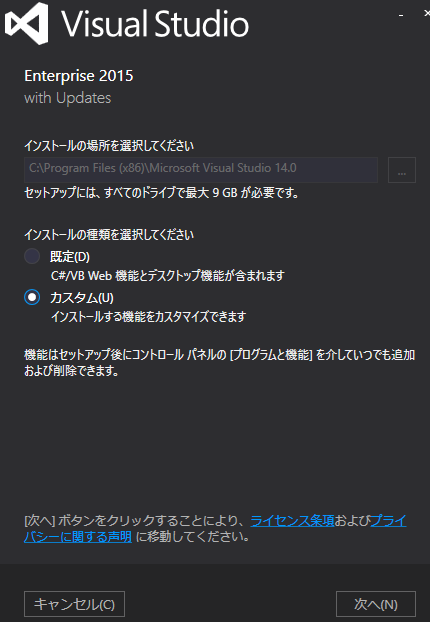 Visual Studio
Enterprise 2015
with Updates
インストールの場所を選択してください
C:\Program Files (x86)\Microsoft Visual Studio 14.0
...
セットアップには、すべてのドライブで最大 9 GB が必要です。
インストールの種類を選択してください
既定(D)
C#/VB Web 機能とデスクトップ機能が含まれます
カスタム(U)
インストールする機能をカスタマイズできます
機能はセットアップ後にコントロール パネルの [プログラムと機能] を介していつでも追加
および削除できます。
[次へ] ボタンをクリックすることにより、ライセンス条項およびプライ
バシーに関する声明 に移動してください。
キャンセル(C)
次へ(N)